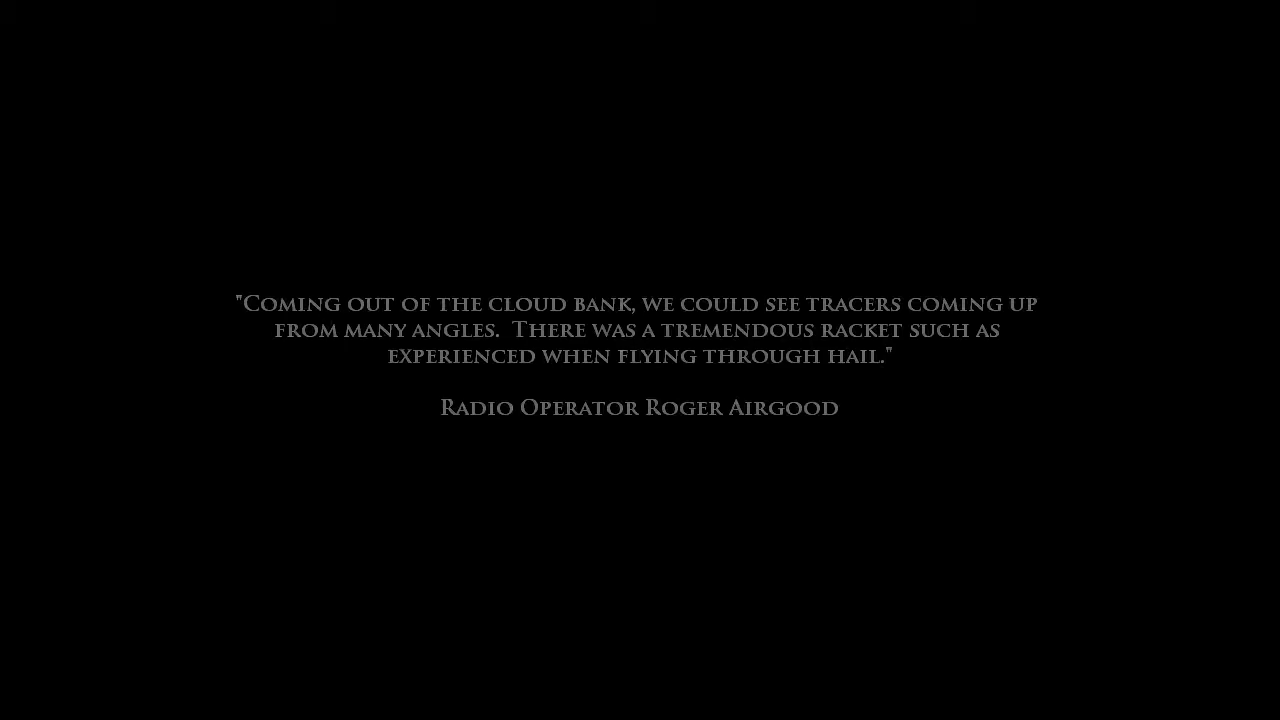 "Coming out of the cloud bank, we could see tracers coming up
from many angles.  There was a tremendous racket such as
experienced when flying through hail."
Radio Operator Roger Airgood